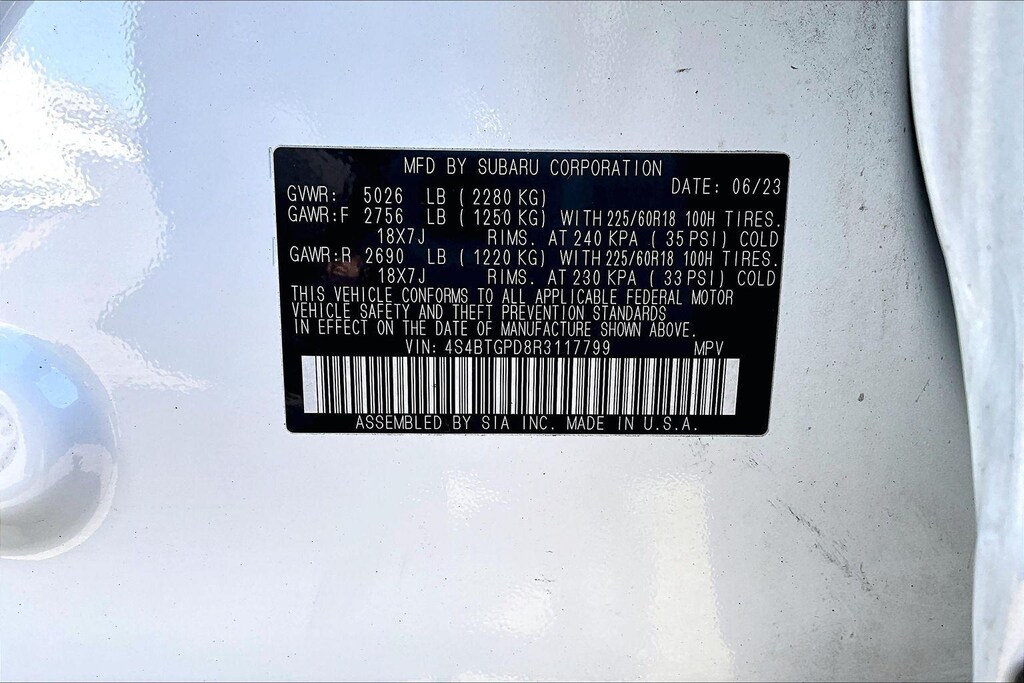 MFD BY SUBARU CORPORATION
DATE: 06/23
GVWR: 5026 LB (2280 KG)
GAWR:F 2756 LB (1250 KG) WITH 225/60R18 100H TIRES.
18X7J RIMS. AT 240 KPA (35 PSI) COLD
GAWR:R 2690 LB (1220 KG) WITH 225/60R18 100H TIRES.
18X7J RIMS. AT 230 KPA (33 PSI) COLD
THIS VEHICLE CONFORMS TO ALL APPLICABLE FEDERAL MOTOR
VEHICLE SAFETY AND THEFT PREVENTION STANDARDS
IN EFFECT ON THE DATE OF MANUFACTURE SHOWN ABOVE.
VIN: 4S4BTGPD8R3117799 MPV
ASSEMBLED BY SIA INC. MADE IN U.S.A.